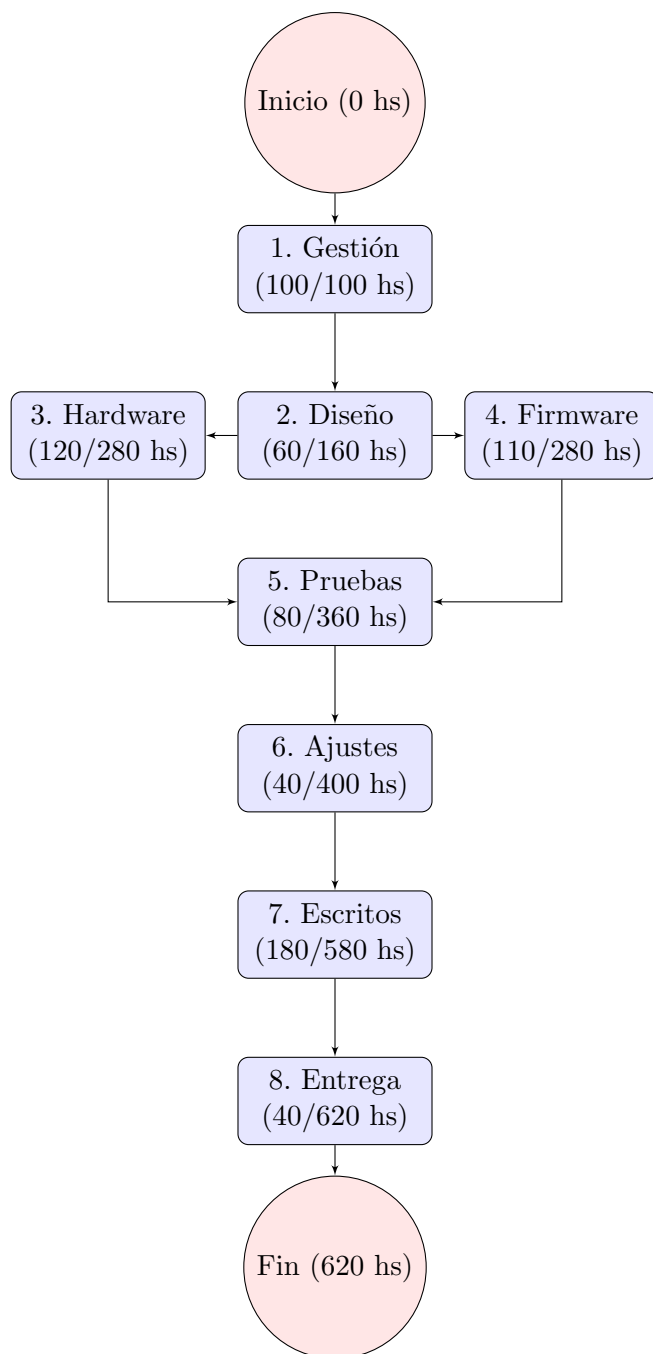 Inicio (0 hs)
1. Gestión
(100/100 hs)
3. Hardware
(120/280 hs)
2. Diseño
(60/160 hs)
4. Firmware
(110/280 hs)
5. Pruebas
(80/360 hs)
6. Ajustes
(40/400 hs)
7. Escritos
(180/580 hs)
8. Entrega
(40/620 hs)
Fin (620 hs)